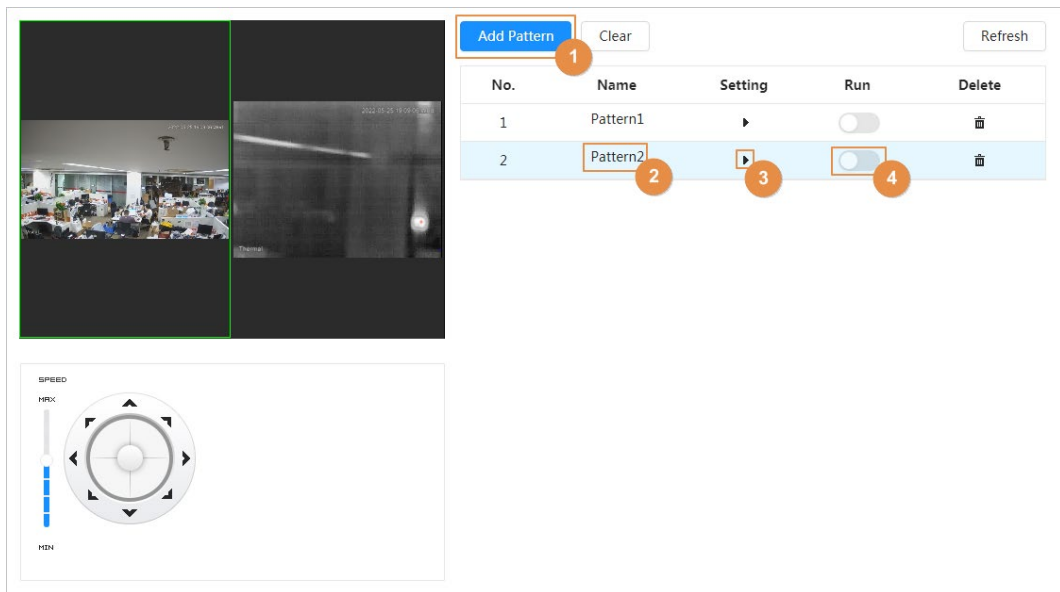 Add Pattern
Clear
Refresh
1
No.
Name
Setting
Run
Delete
1
Pattern1
2
Pattern2
2
3
4
Thermal
SPEED
MAX
MIN